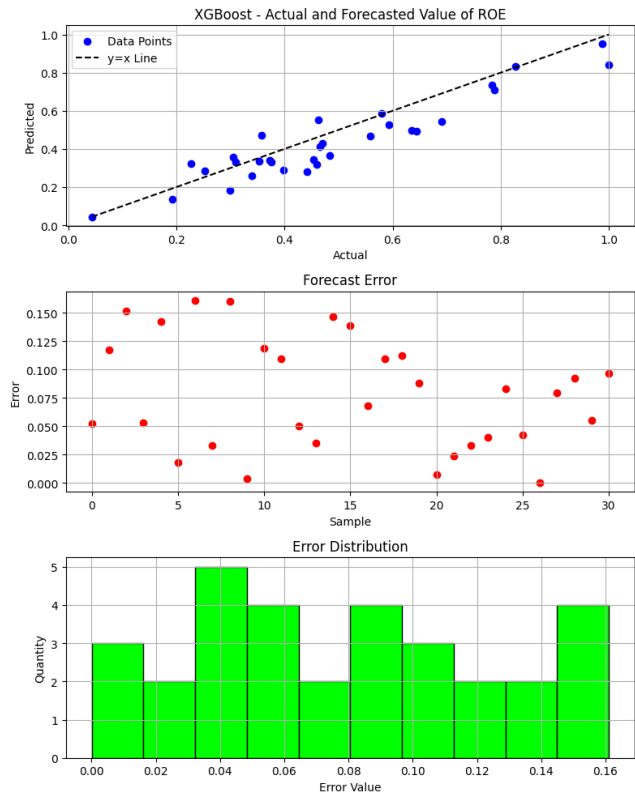 XGBoost - Actual and Forecasted Value of ROE
Data Points
y=x Line
Predicted
1.0
0.8
0.6
0.4
0.2
0.0
0.0 0.2 0.4 0.6 0.8 1.0
Actual
Forecast Error
Error
0.150
0.125
0.100
0.075
0.050
0.025
0.000
0 5 10 15 20 25 30
Sample
Error Distribution
Quantity
5
4
3
2
1
0
0.00 0.02 0.04 0.06 0.08 0.10 0.12 0.14 0.16
Error Value